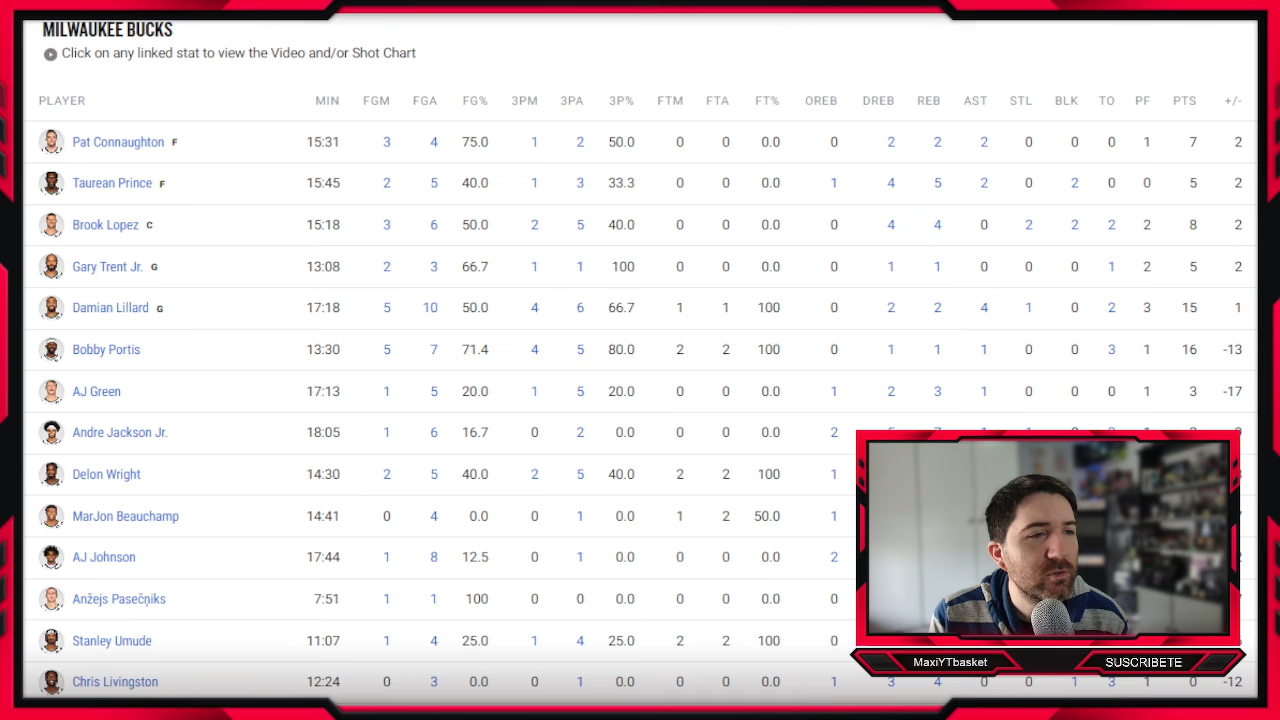 MILWAUKEE BUCKS
Click on any linked stat to view the Video and/or Shot Chart
PLAYER MIN FGM FGA FG% 3PM 3PA 3P% FTM FTA FT% OREB DREB REB AST STL BLK TO PF PTS +/-
Pat Connaughton F 15:31 3 4 75.0 1 2 50.0 0 0 0.0 0 2 2 2 0 0 0 1 7 2
Taurean Prince F 15:45 2 5 40.0 1 3 33.3 0 0 0.0 1 4 5 2 0 2 0 0 5 2
Brook Lopez C 15:18 3 6 50.0 2 5 40.0 0 0 0.0 0 4 4 0 2 2 2 2 8 2
Gary Trent Jr. G 13:08 2 3 66.7 1 1 100 0 0 0.0 0 1 1 0 0 0 1 2 5 2
Damian Lillard G 17:18 5 10 50.0 4 6 66.7 1 1 100 0 2 2 4 1 0 2 3 15 1
Bobby Portis 13:30 5 7 71.4 4 5 80.0 2 2 100 0 1 1 1 0 0 3 1 16 -13
AJ Green 17:13 1 5 20.0 1 5 20.0 0 0 0.0 1 2 3 1 0 0 0 1 3 -17
Andre Jackson Jr. 18:05 1 6 16.7 0 2 0.0 0 0 0.0 2
Delon Wright 14:30 2 5 40.0 2 5 40.0 2 2 100 1
MarJon Beauchamp 14:41 0 4 0.0 0 1 0.0 1 2 50.0 1
AJ Johnson 17:44 1 8 12.5 0 1 0.0 0 0 0.0 2
Anžejs Pasečņiks 7:51 1 1 100 0 0 0.0 0 0 0.0 0
Stanley Umude 11:07 1 4 25.0 1 4 25.0 2 2 100 0
Chris Livingston 12:24 0 3 0.0 0 1 0.0 0 0 0.0 1 3 4 0 0 1 3 1 0 -12
MaxiYTbasket
SUSCRIBETE